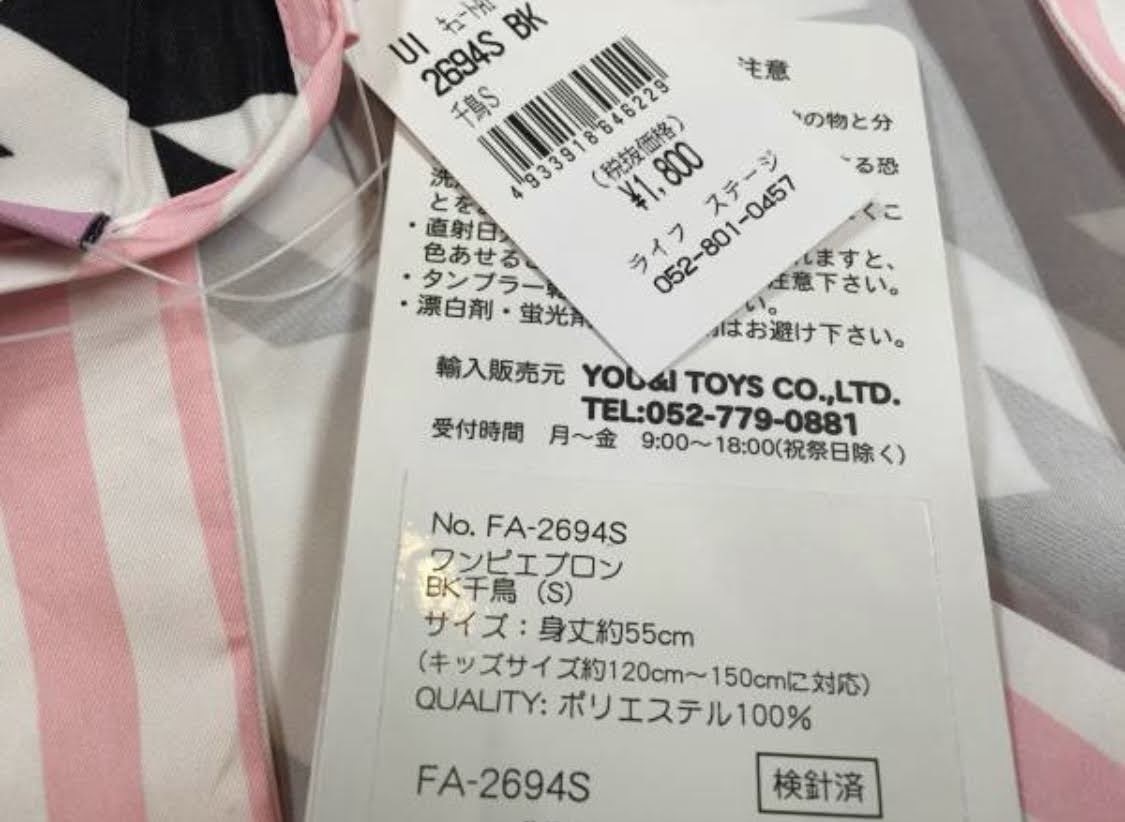 UI
2694S BK
千鳥S
4933918646229
(税抜価格)
¥1,800
ライフ ステージ
052-801-0457
注意
の物と分
る恐
とを
くこ
・直射日
色あせる
れますと、
・タンブラー乾
注意下さい。
・漂白剤・蛍光剤
い。
はお避け下さい。
輸入販売元 YOU&I TOYS CO.,LTD.
TEL:052-779-0881
受付時間 月～金 9:00～18:00(祝祭日除く)
No. FA-2694S
ワンピエプロン
BK千鳥 (S)
サイズ：身丈約55cm
(キッズサイズ約120cm～150cmに対応)
QUALITY: ポリエステル100%
FA-2694S
検針済